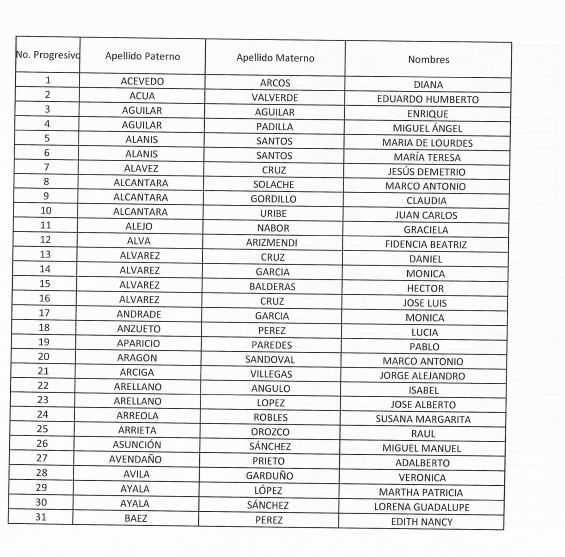 No. Progresivo Apellido Paterno Apellido Materno Nombres
1 ACEVEDO ARCOS DIANA
2 ACUA VALVERDE EDUARDO HUMBERTO
3 AGUILAR AGUILAR ENRIQUE
4 AGUILAR PADILLA MIGUEL ÁNGEL
5 ALANIS SANTOS MARIA DE LOURDES
6 ALANIS SANTOS MARÍA TERESA
7 ALAVEZ CRUZ JESÚS DEMETRIO
8 ALCANTARA SOLACHE MARCO ANTONIO
9 ALCANTARA GORDILLO CLAUDIA
10 ALCANTARA URIBE JUAN CARLOS
11 ALEJO NABOR GRACIELA
12 ALVA ARIZMENDI FIDENCIA BEATRIZ
13 ALVAREZ CRUZ DANIEL
14 ALVAREZ GARCIA MONICA
15 ALVAREZ BALDERAS HECTOR
16 ALVAREZ CRUZ JOSE LUIS
17 ANDRADE GARCIA MONICA
18 ANZUETO PEREZ LUCIA
19 APARICIO PAREDES PABLO
20 ARAGON SANDOVAL MARCO ANTONIO
21 ARCIGA VILLEGAS JORGE ALEJANDRO
22 ARELLANO ANGULO ISABEL
23 ARELLANO LOPEZ JOSE ALBERTO
24 ARREOLA ROBLES SUSANA MARGARITA
25 ARRIETA OROZCO RAUL
26 ASUNCIÓN SÁNCHEZ MIGUEL MANUEL
27 AVENDAÑO PRIETO ADALBERTO
28 AVILA GARDUÑO VERONICA
29 AYALA LÓPEZ MARTHA PATRICIA
30 AYALA SÁNCHEZ LORENA GUADALUPE
31 BAEZ PEREZ EDITH NANCY